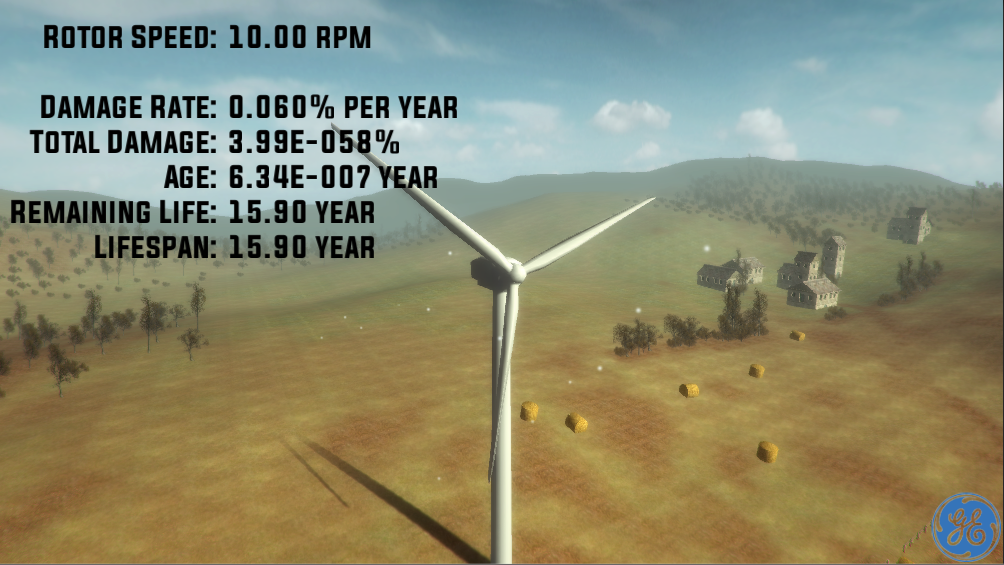 ROTOR SPEED: 10.00 RPM
DAMAGE RATE: 0.060% PER YEAR
TOTAL DAMAGE: 3.99E-058%
AGE: 6.34E-007 YEAR
REMAINING LIFE: 15.90 YEAR
LIFESPAN: 15.90 YEAR
GE